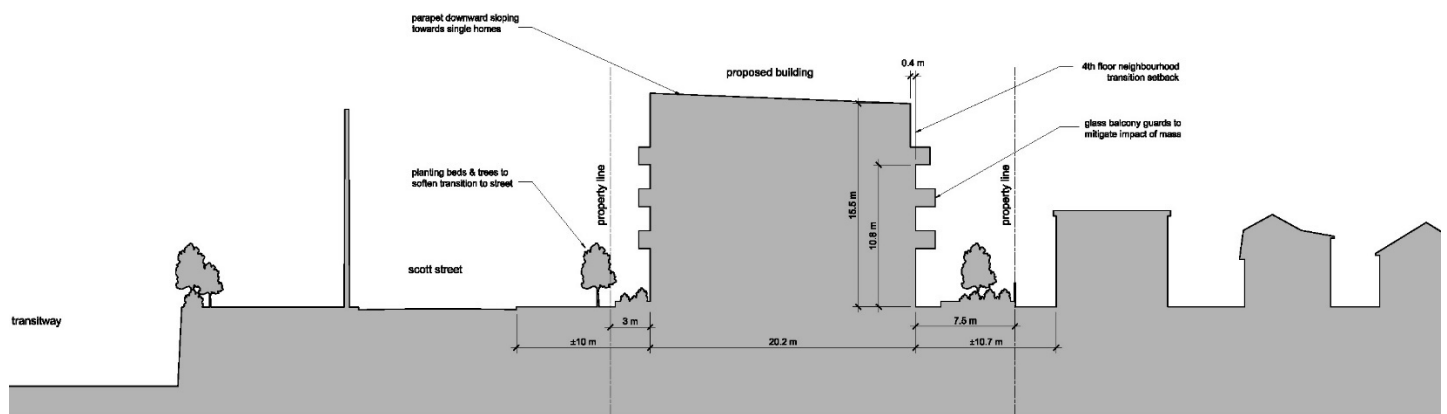 parapet downward sloping
towards single homes
proposed building
0.4 m
4th floor neighbourhood
transition setback
glass balcony guards to
mitigate impact of mass
planting beds & trees to
soften transition to street
property line
15.5 m
10.8 m
property line
scott street
transitway
3 m
7.5 m
±10 m
20.2 m
±10.7 m